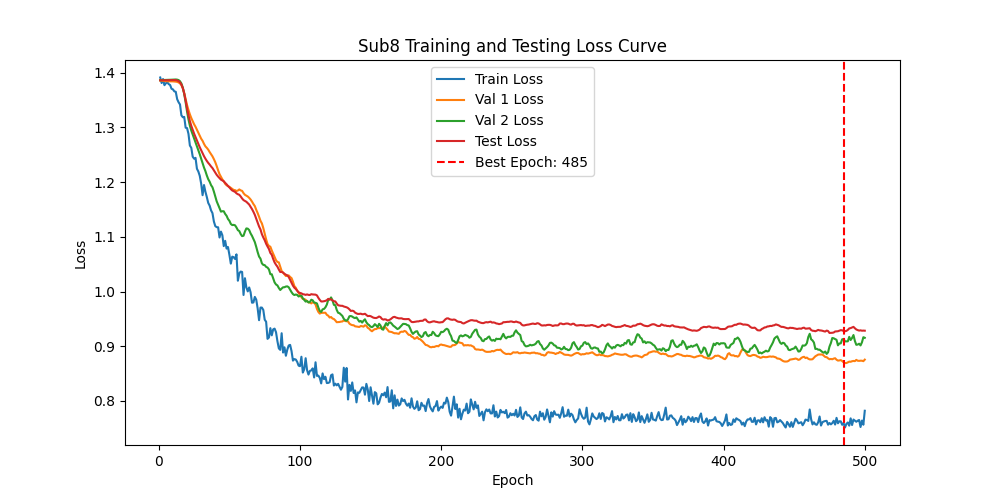 Sub8 Training and Testing Loss Curve
Train Loss
Val 1 Loss
Val 2 Loss
Test Loss
Best Epoch: 485
Loss
1.4
1.3
1.2
1.1
1.0
0.9
0.8
0 100 200 300 400 500
Epoch